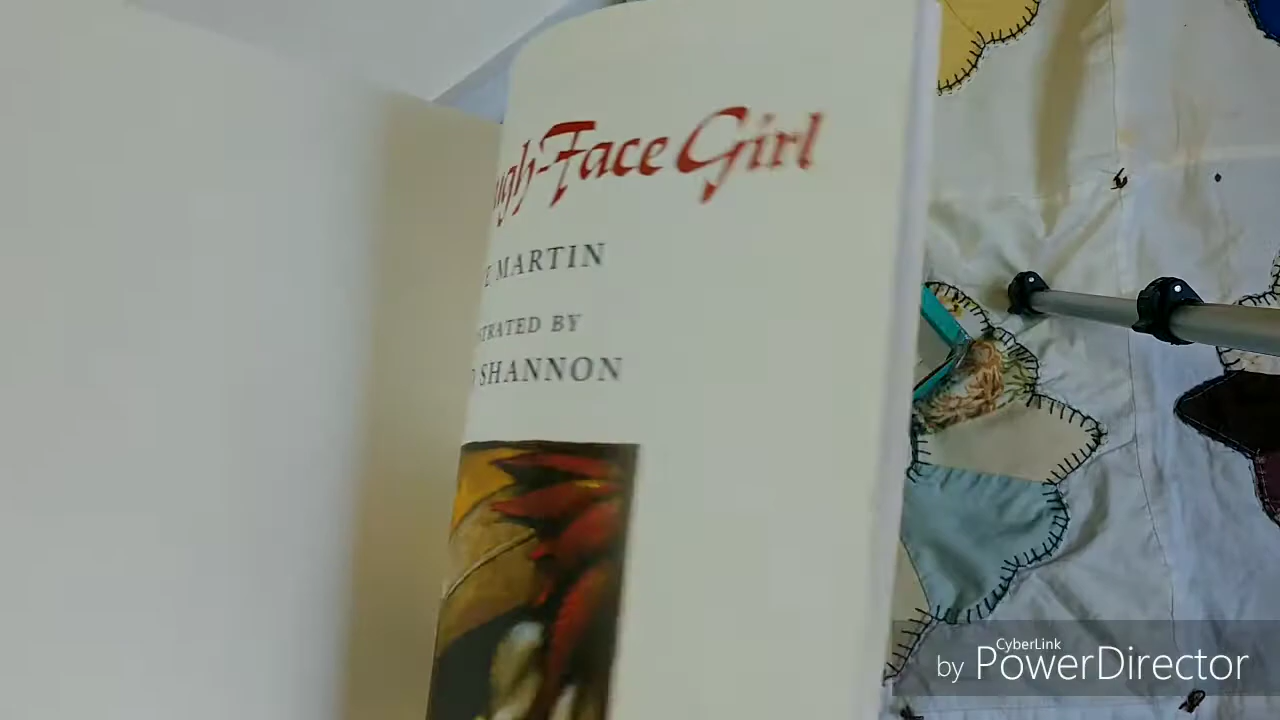 ugh-Face Girl
MARTIN
STRATED BY
SHANNON
CyberLink
by PowerDirector